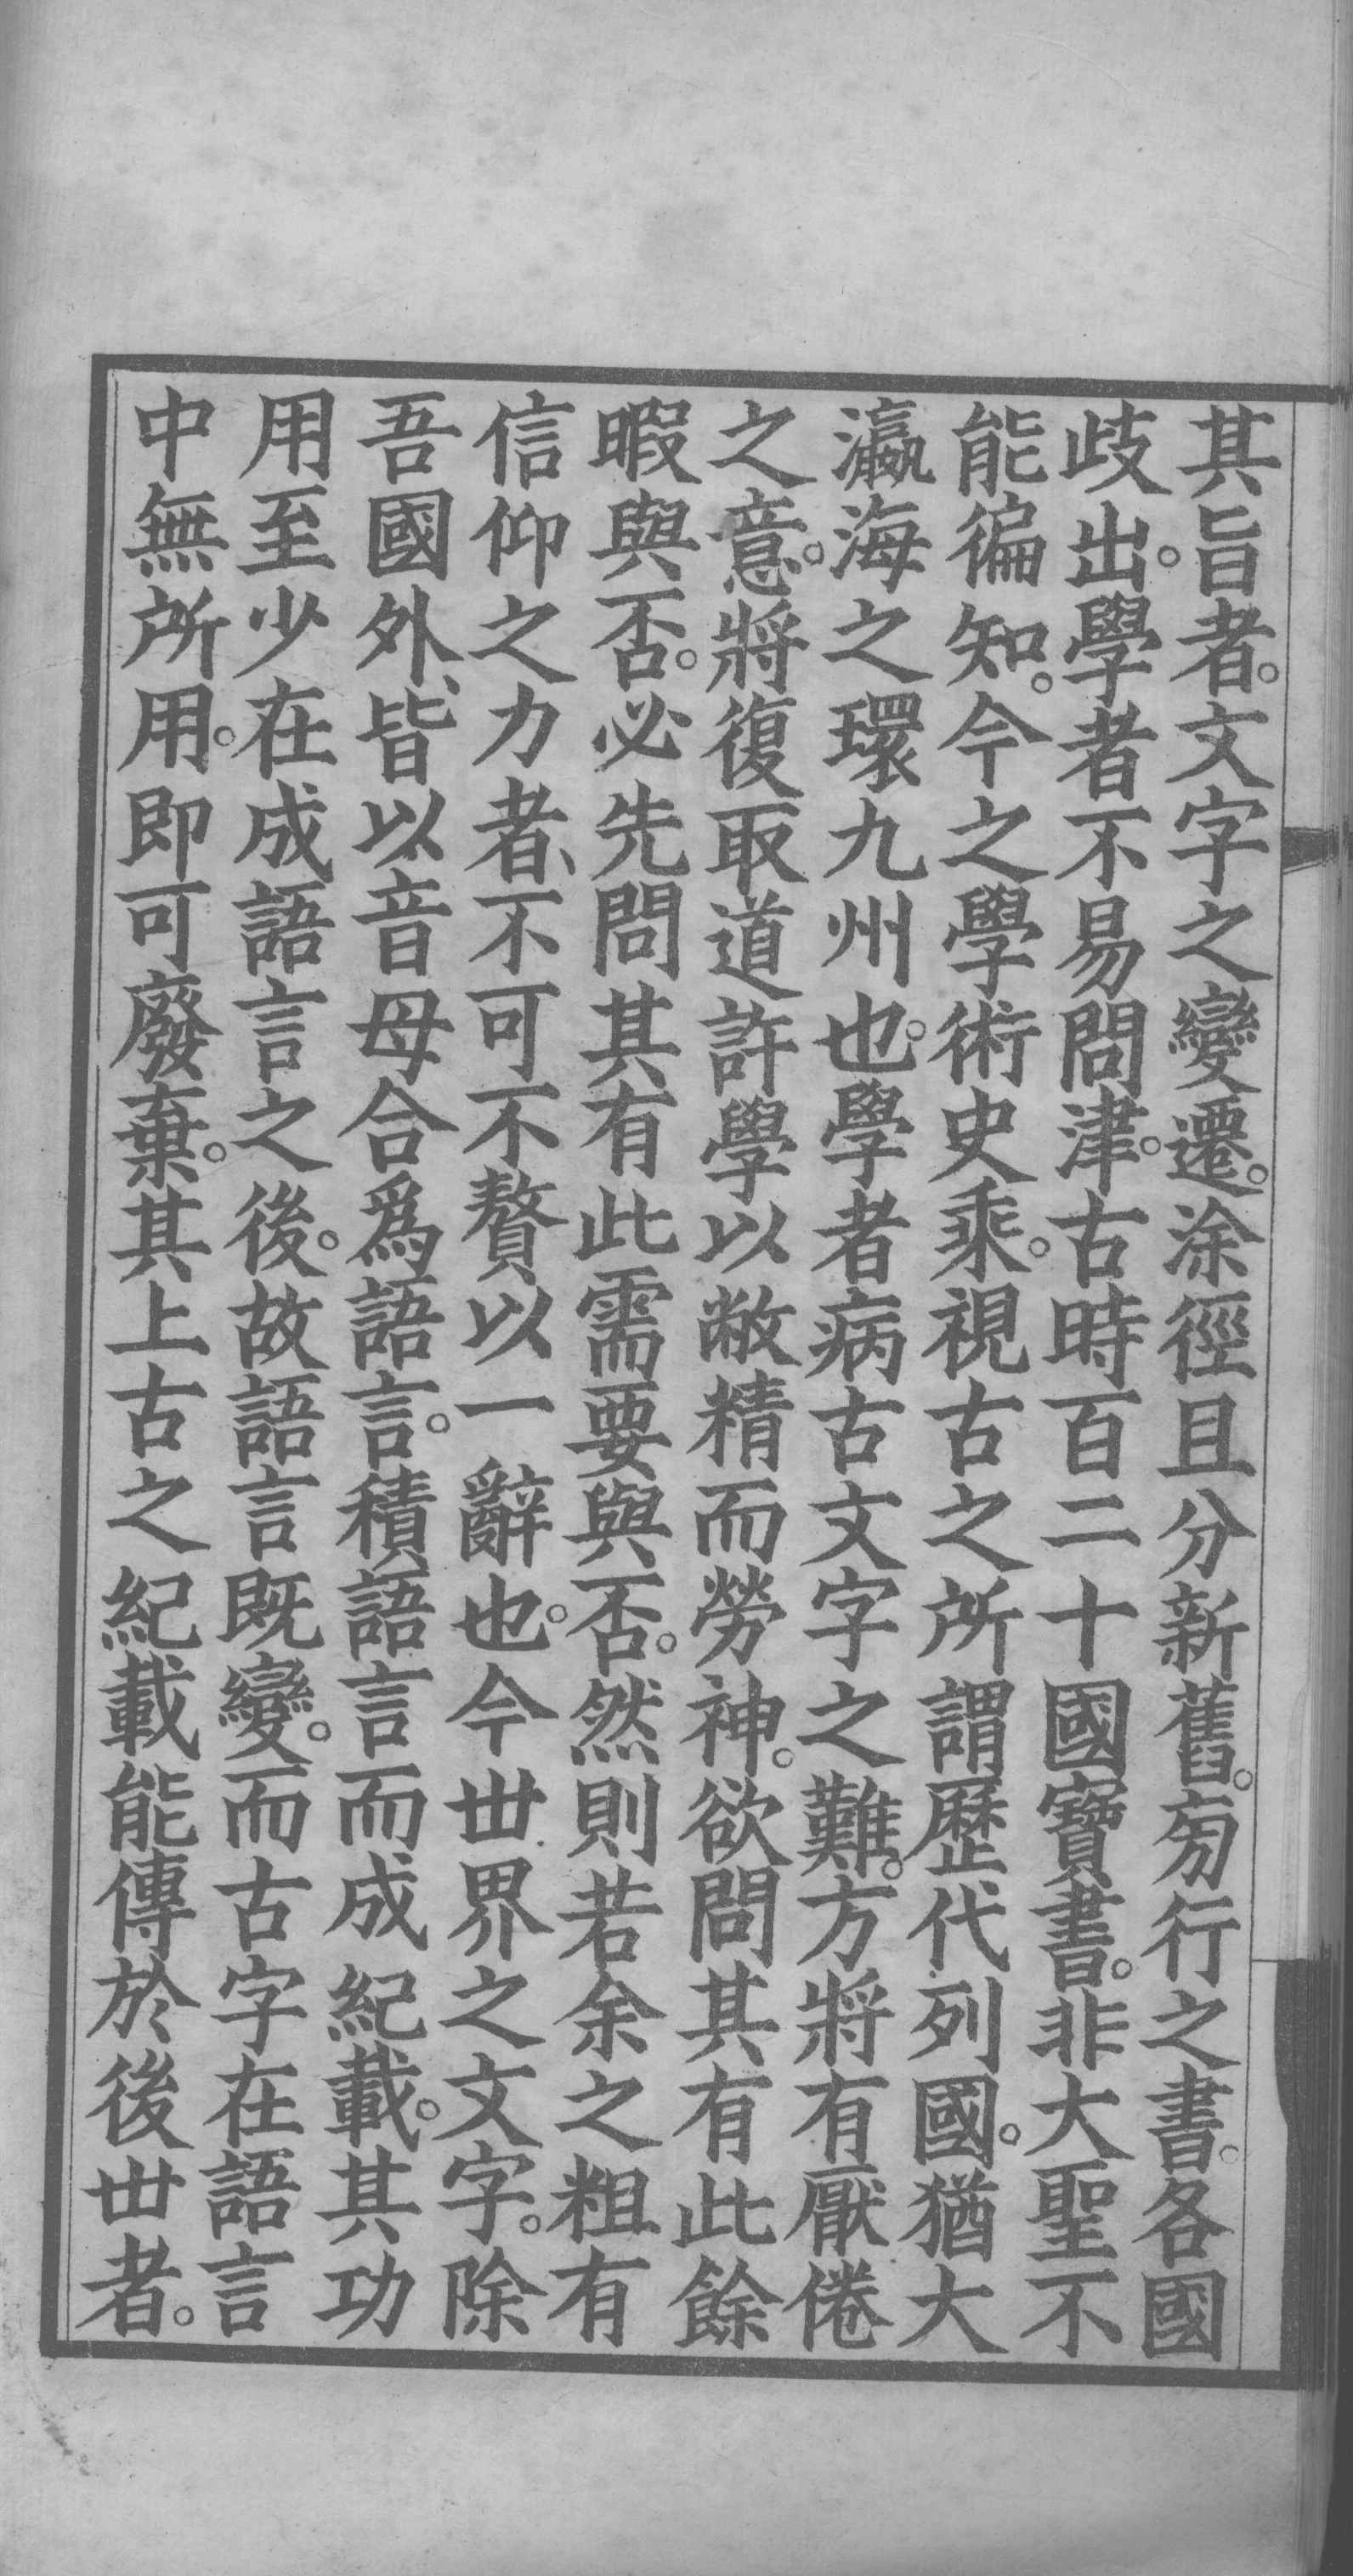 其旨者。文字之變遷。涂徑且分新舊。旁行之書。各國
歧出。學者不易問津。古時百二十國寶書。非大聖不
能徧知。今之學術史乘。視古之所謂歷代列國。猶大
瀛海之環九州也。學者病古文字之難。方將有厭倦
之意。將復取道許學以敝精而勞神。欲問其有此餘
暇與否。必先問其有此需要與否。然則若余之粗有
信仰之力者、不可不贅以一辭也。今丗界之文字。除
吾國外、皆以音母合爲語言。積語言而成紀載。其功
用至少在成語言之後。故語言既變。而古字在語言
中無所用。即可廢棄。其上古之紀載能傳於後丗者。